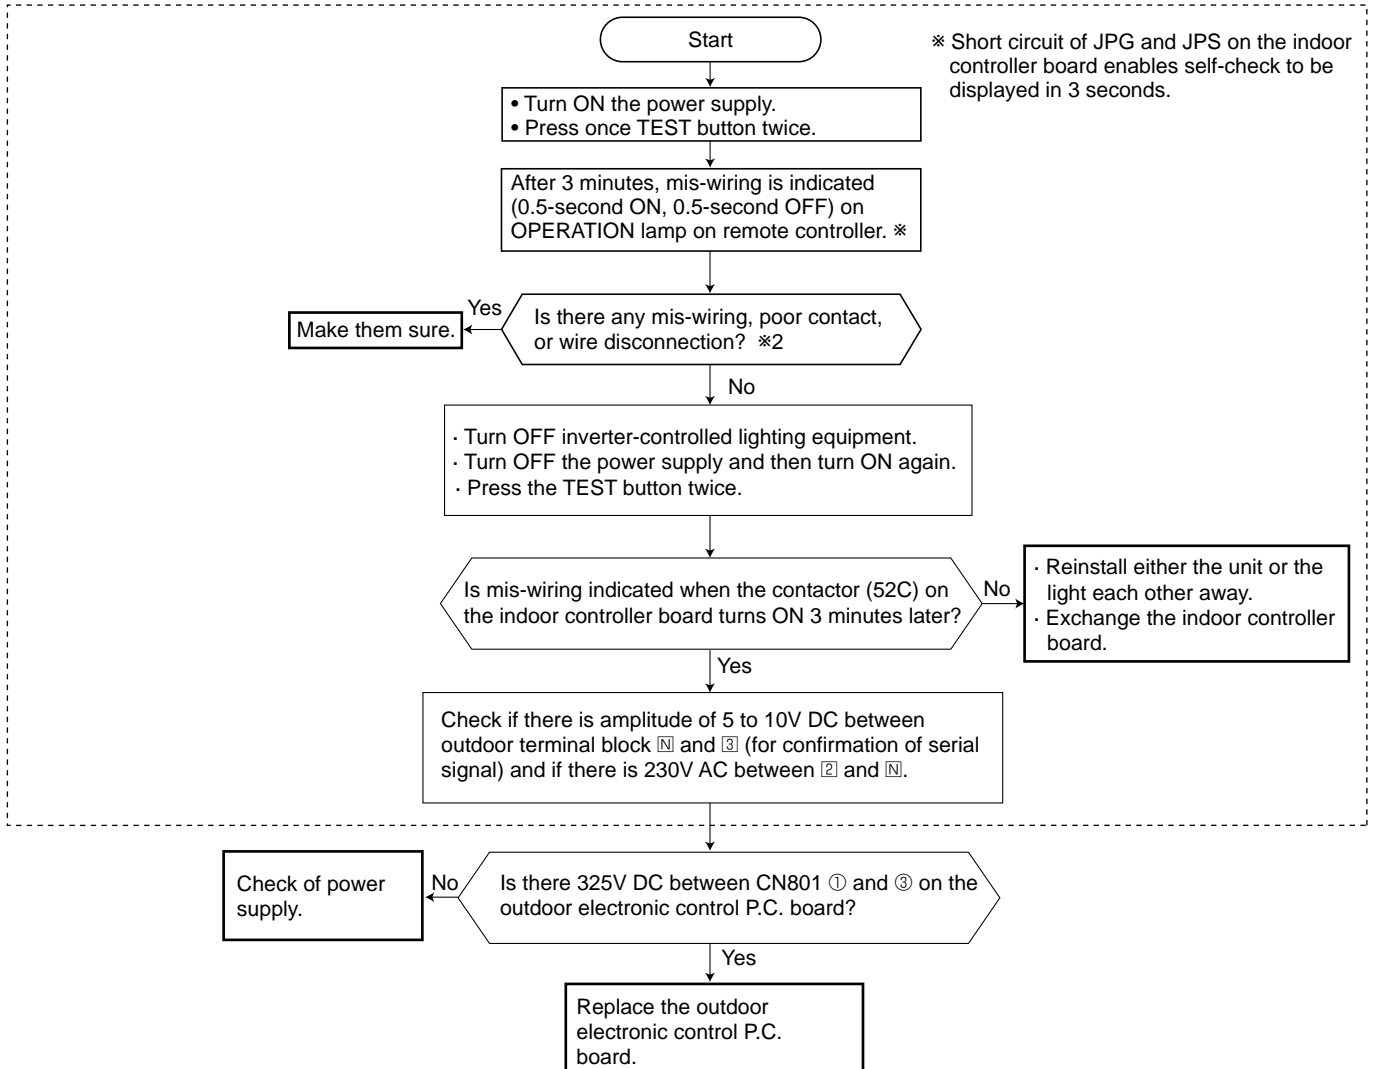 Start
※ Short circuit of JPG and JPS on the indoor
controller board enables self-check to be
displayed in 3 seconds.
• Turn ON the power supply.
• Press once TEST button twice.
After 3 minutes, mis-wiring is indicated
(0.5-second ON, 0.5-second OFF) on
OPERATION lamp on remote controller. ※
Is there any mis-wiring, poor contact,
or wire disconnection? ※2
Yes
Make them sure.
No
· Turn OFF inverter-controlled lighting equipment.
· Turn OFF the power supply and then turn ON again.
· Press the TEST button twice.
Is mis-wiring indicated when the contactor (52C) on
the indoor controller board turns ON 3 minutes later?
No
· Reinstall either the unit or the
light each other away.
· Exchange the indoor controller
board.
Yes
Check if there is amplitude of 5 to 10V DC between
outdoor terminal block 🄽 and 3 (for confirmation of serial
signal) and if there is 230V AC between 2 and 🄽.
Is there 325V DC between CN801 ① and ③ on the
outdoor electronic control P.C. board?
No
Check of power
supply.
Yes
Replace the outdoor
electronic control P.C.
board.